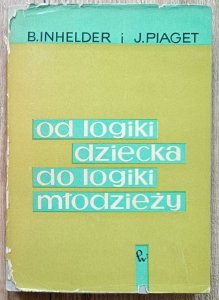 B. INHELDER i J. PIAGET
od logiki
dziecka
do logiki
młodzieży